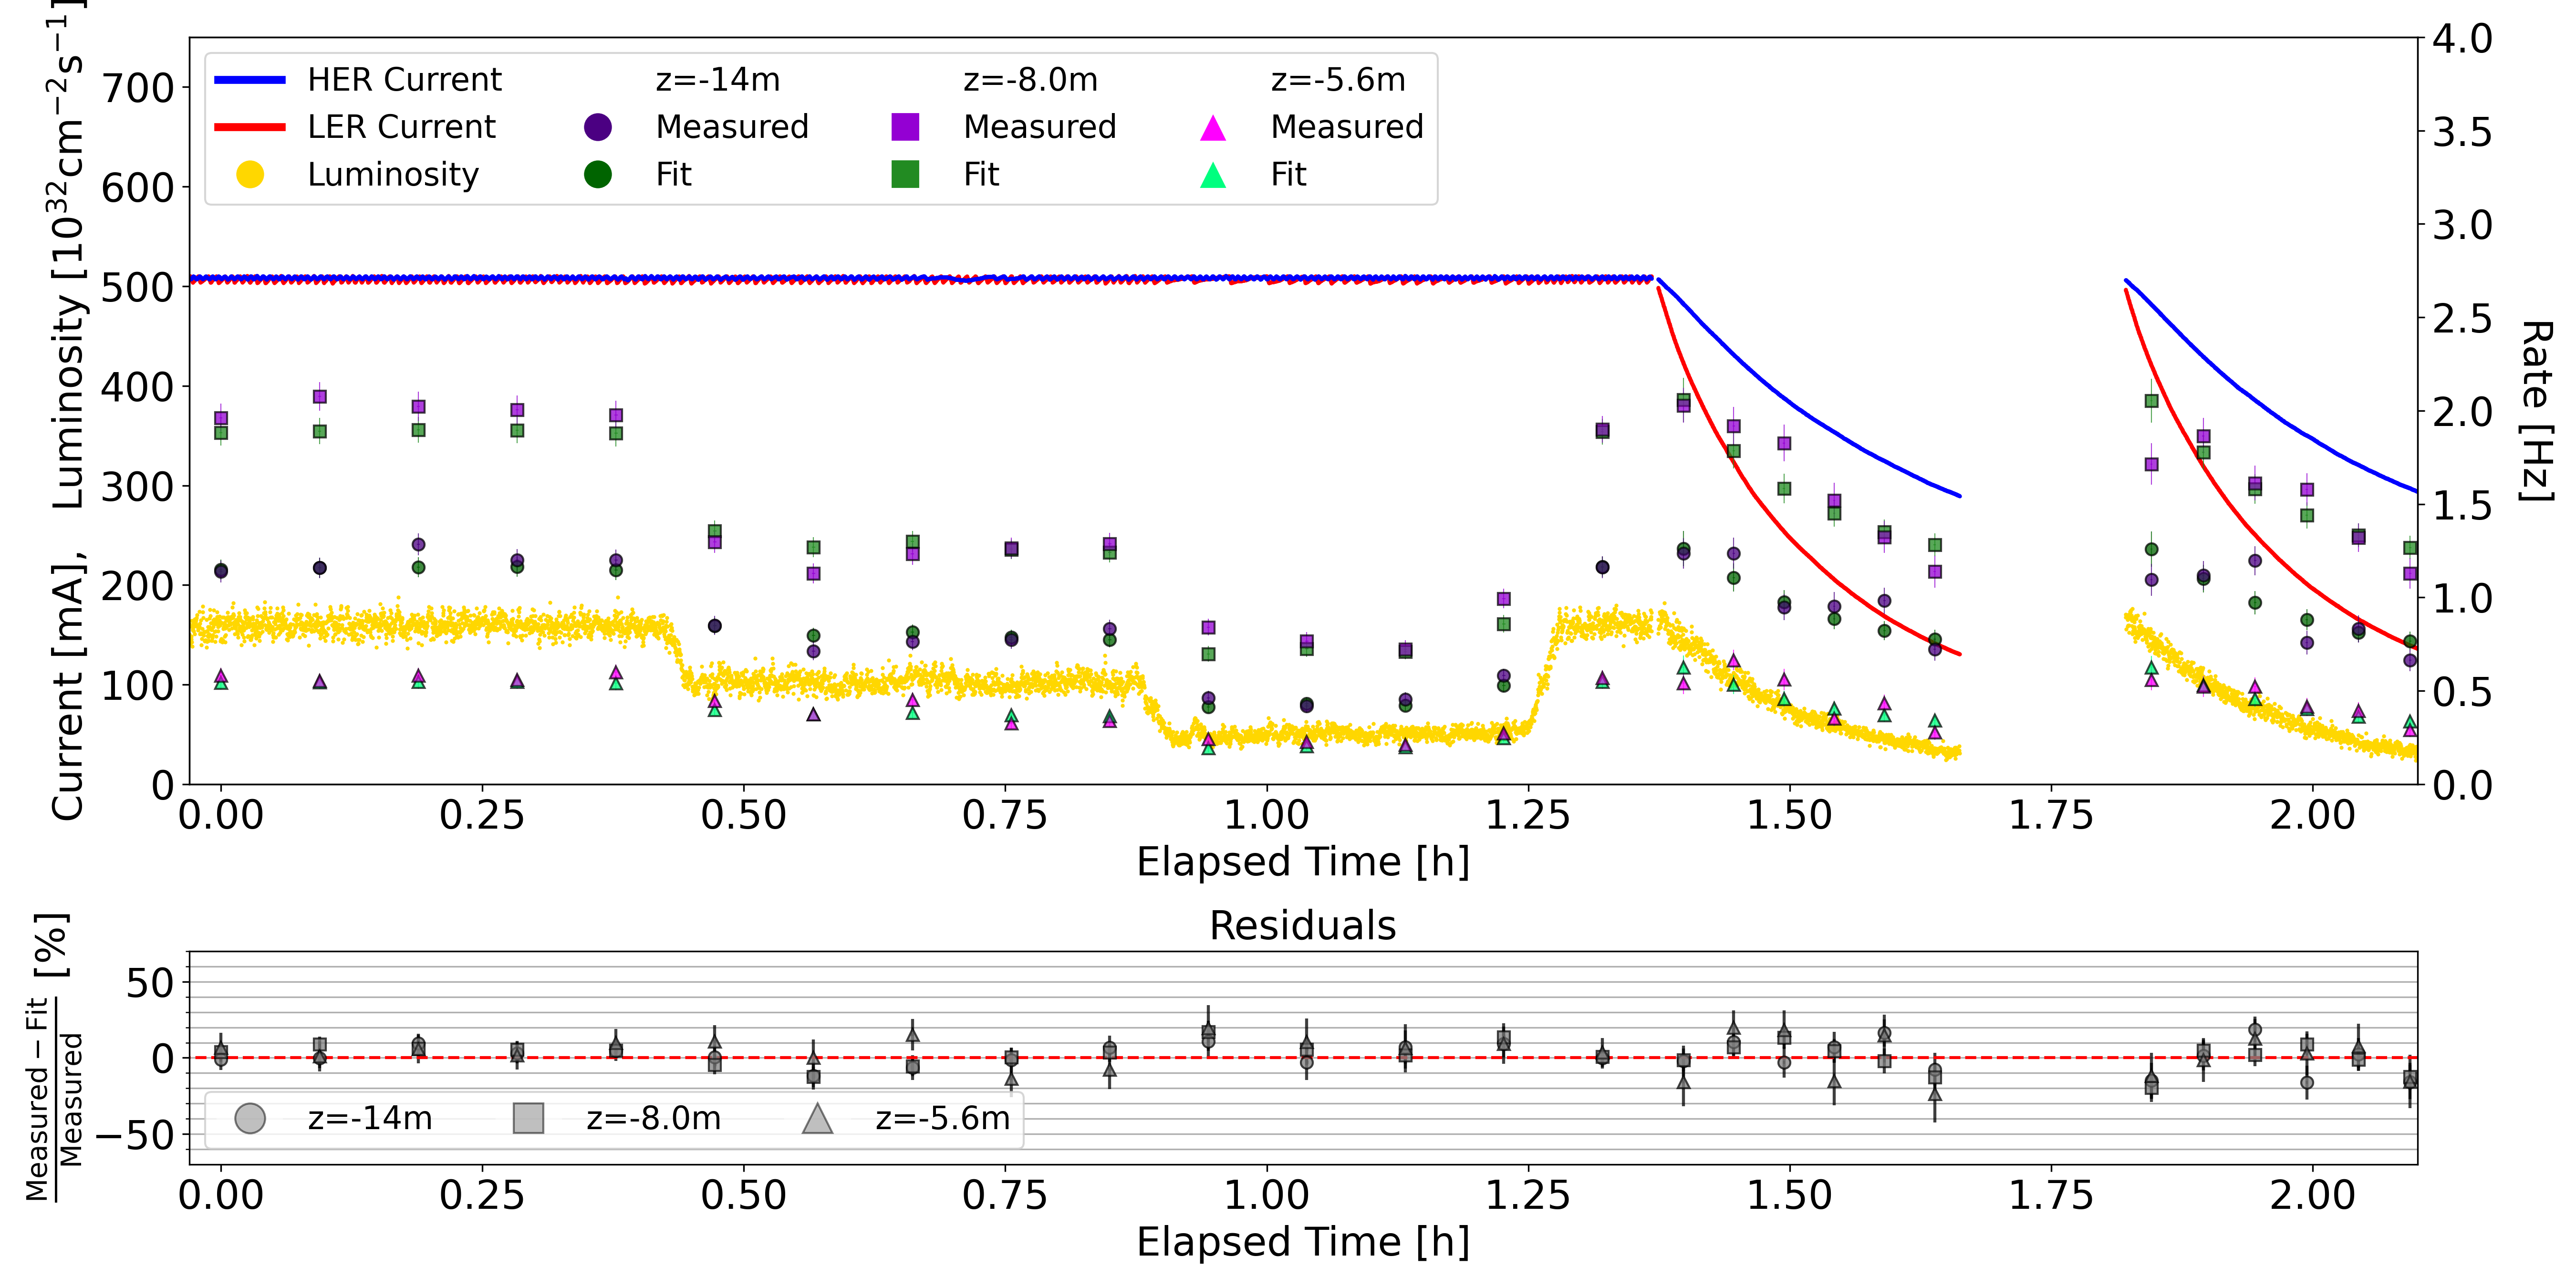 Current [mA],  Luminosity [10³²cm⁻²s⁻¹]
700
600
500
400
300
200
100
0
HER Current
LER Current
Luminosity
z=-14m
Measured
Fit
z=-8.0m
Measured
Fit
z=-5.6m
Measured
Fit
4.0
3.5
3.0
2.5
2.0
1.5
1.0
0.5
0.0
Rate [Hz]
0.00 0.25 0.50 0.75 1.00 1.25 1.50 1.75 2.00
Elapsed Time [h]
Residuals
Measured − Fit
Measured
[%]
50
0
−50
z=-14m z=-8.0m z=-5.6m
0.00 0.25 0.50 0.75 1.00 1.25 1.50 1.75 2.00
Elapsed Time [h]